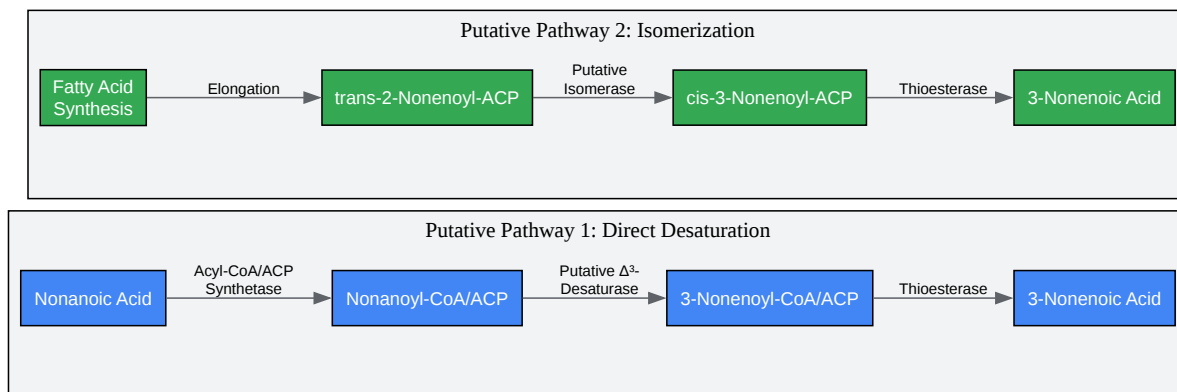 Putative Pathway 2: Isomerization
Fatty Acid
Synthesis
Elongation
trans-2-Nonenoyl-ACP
Putative
Isomerase
cis-3-Nonenoyl-ACP
Thioesterase
3-Nonenoic Acid
Putative Pathway 1: Direct Desaturation
Nonanoic Acid
Acyl-CoA/ACP
Synthetase
Nonanoyl-CoA/ACP
Putative Δ³-
Desaturase
3-Nonenoyl-CoA/ACP
Thioesterase
3-Nonenoic Acid